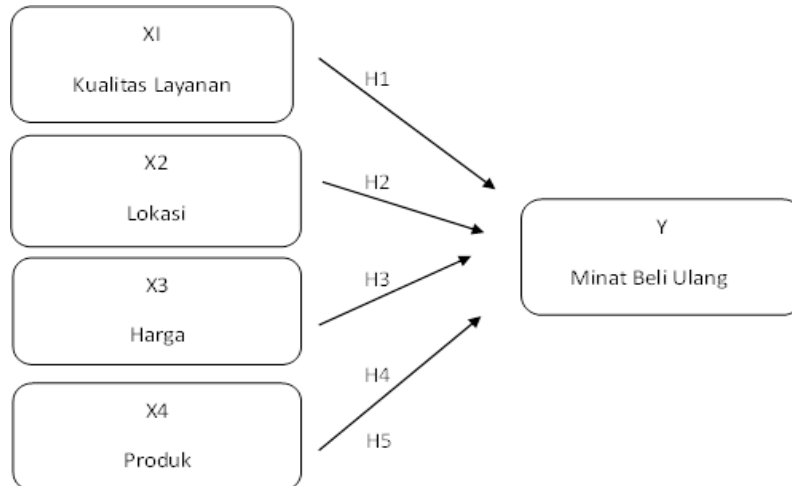 XI
Kualitas Layanan
H1
X2
Lokasi
H2
X3
Harga
H3
X4
Produk
H4
H5
Y
Minat Beli Ulang